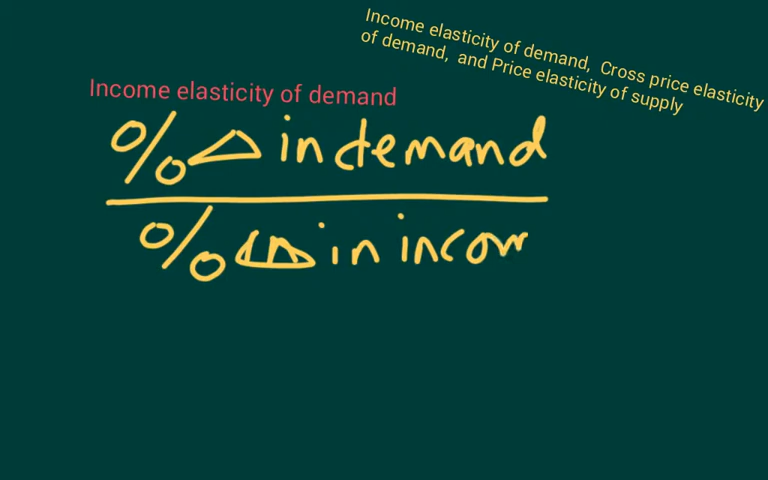 Income elasticity of demand, Cross price elasticity
of demand, and Price elasticity of supply
Income elasticity of demand
%△ in demand
%△ in incom